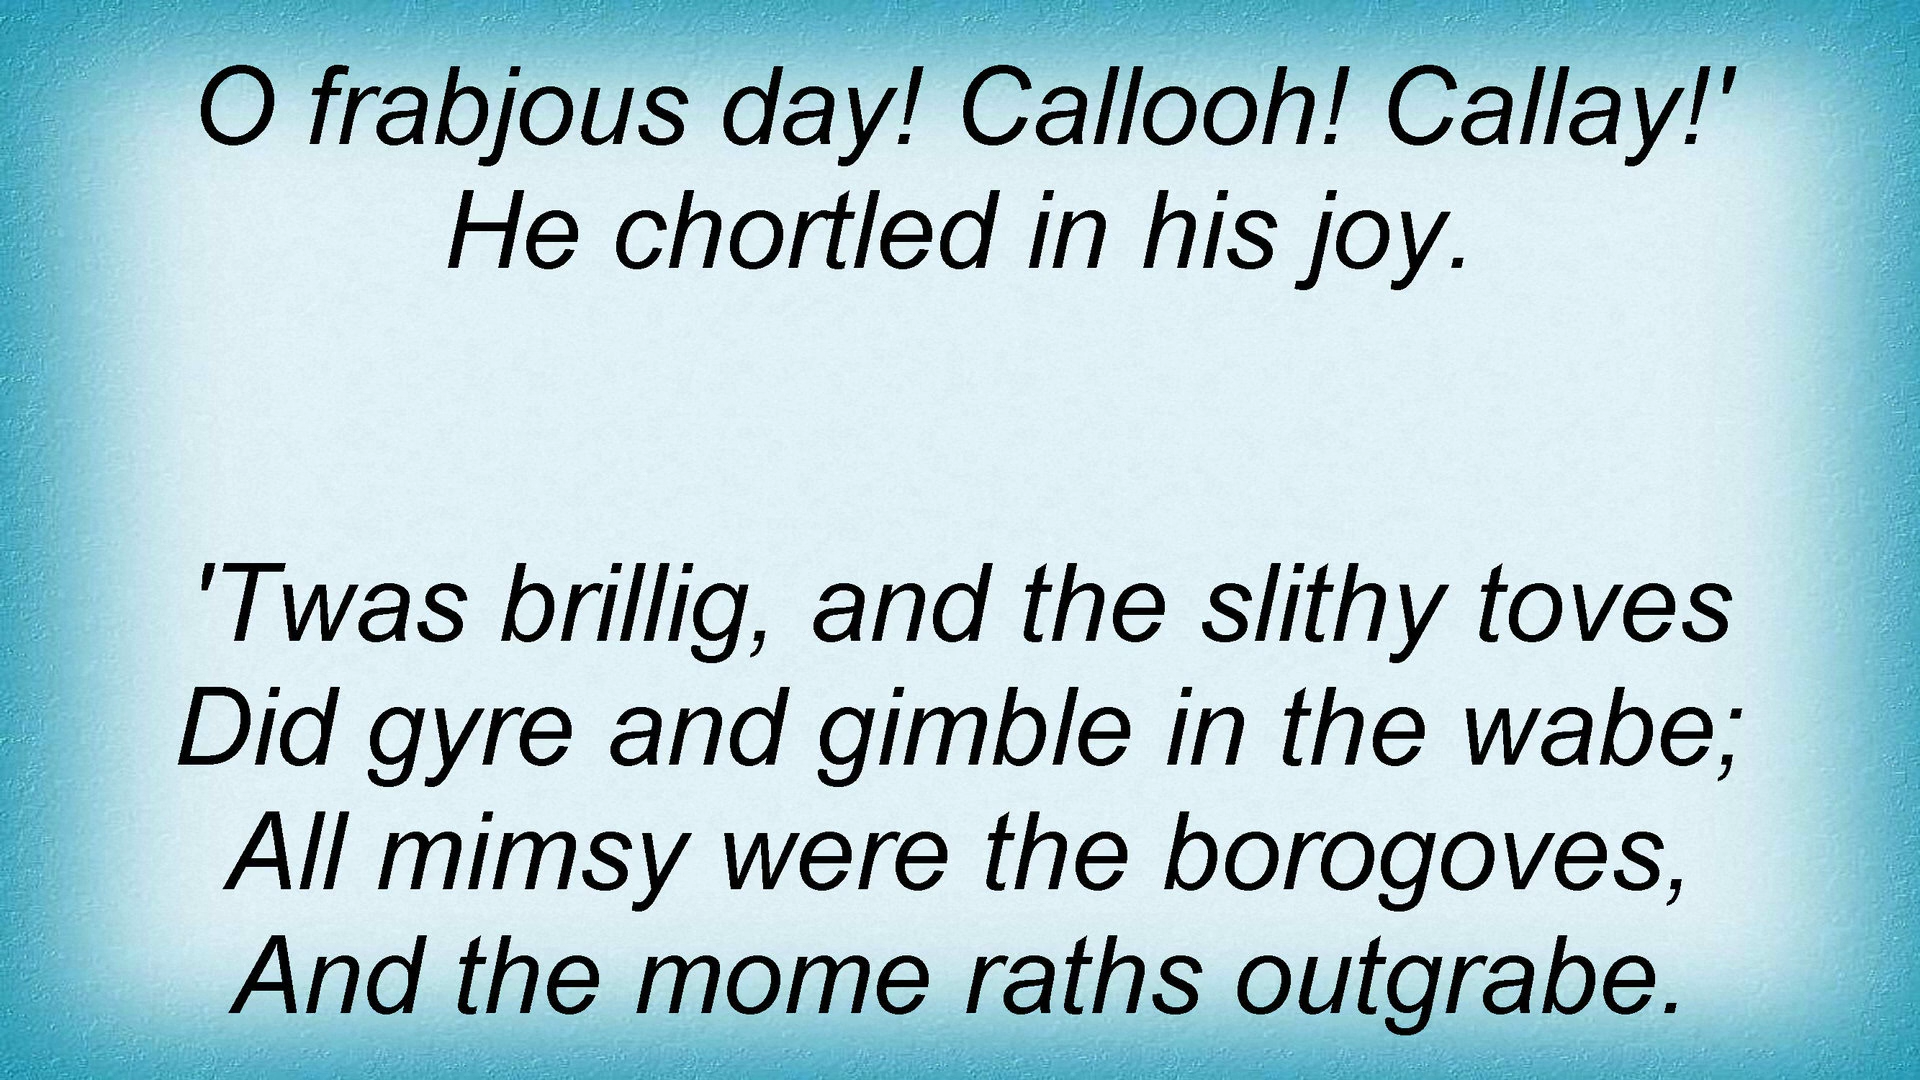 O frabjous day! Callooh! Callay!'
He chortled in his joy.
'Twas brillig, and the slithy toves
Did gyre and gimble in the wabe;
All mimsy were the borogoves,
And the mome raths outgrabe.